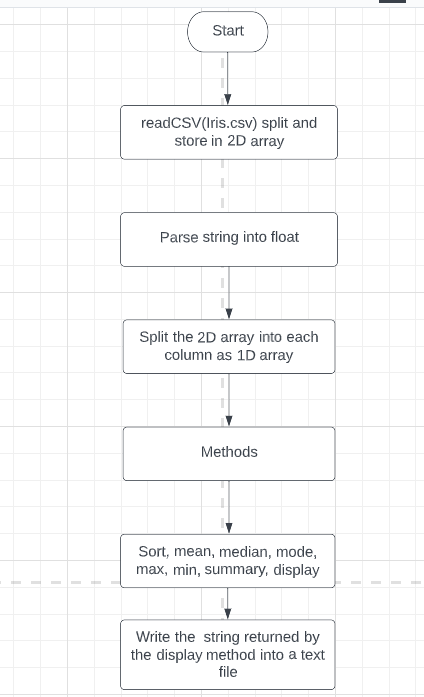 Start
readCSV(Iris.csv) split and
store in 2D array
Parse string into float
Split the 2D array into each
column as 1D array
Methods
Sort, mean, median, mode,
max, min, summary, display
Write the string returned by
the display method into a text
file